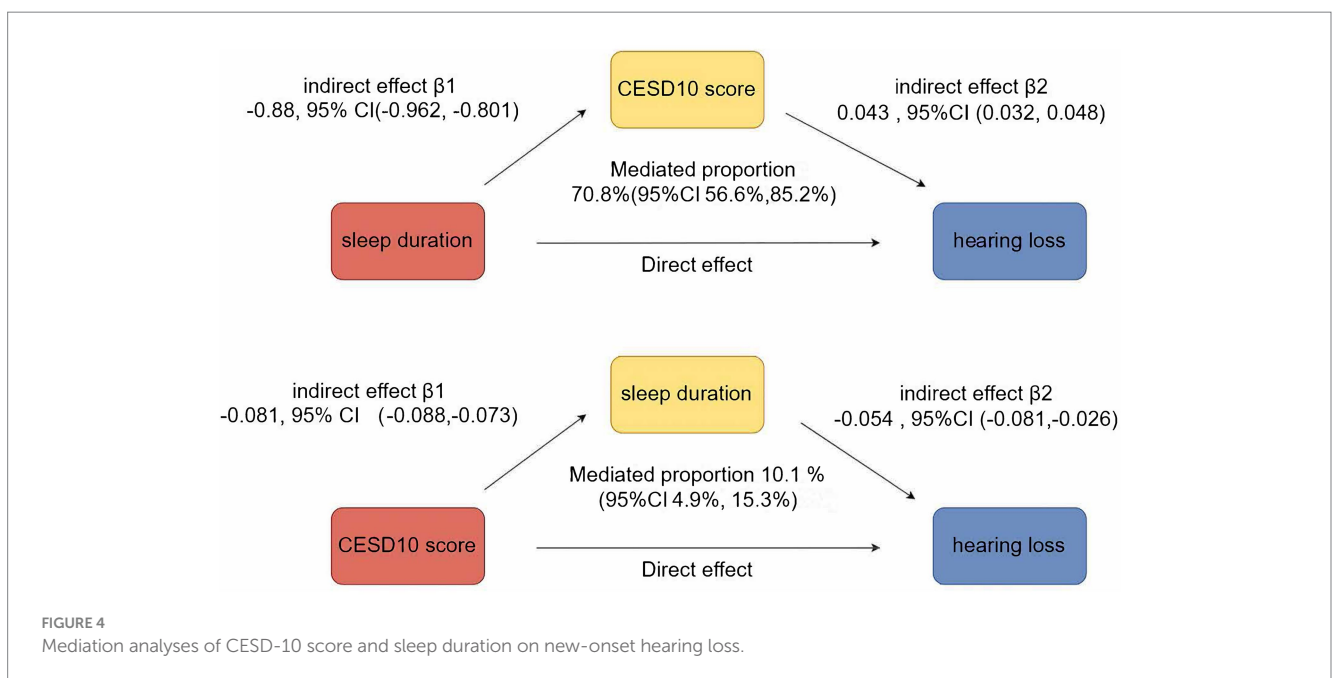 indirect effect β1
-0.88, 95% CI(-0.962, -0.801)
CESD10 score
indirect effect β2
0.043 , 95%CI (0.032, 0.048)
Mediated proportion
70.8%(95%CI 56.6%,85.2%)
sleep duration
hearing loss
Direct effect
indirect effect β1
-0.081, 95% CI (-0.088,-0.073)
sleep duration
indirect effect β2
-0.054 , 95%CI (-0.081,-0.026)
Mediated proportion 10.1 %
(95%CI 4.9%, 15.3%)
CESD10 score
hearing loss
Direct effect
FIGURE 4
Mediation analyses of CESD-10 score and sleep duration on new-onset hearing loss.